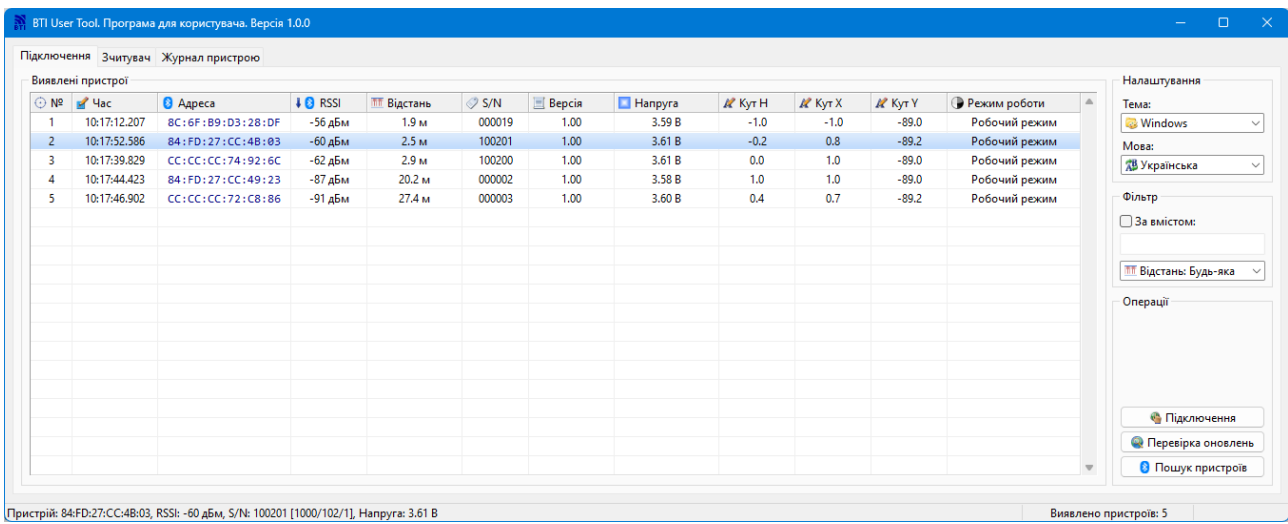 BTI User Tool. Програма для користувача. Версія 1.0.0
Підключення Зчитувач Журнал пристрою
Виявлені пристрої
№ Час Адреса RSSI Відстань S/N Версія Напруга Кут H Кут X Кут Y Режим роботи
1 10:17:12.207 8C:6F:B9:D3:28:DF -56 дБм 1.9 м 000019 1.00 3.59 В -1.0 -1.0 -89.0 Робочий режим
2 10:17:52.586 84:FD:27:CC:4B:03 -60 дБм 2.5 м 100201 1.00 3.61 В -0.2 0.8 -89.2 Робочий режим
3 10:17:39.829 CC:CC:CC:74:92:6C -62 дБм 2.9 м 100200 1.00 3.61 В 0.0 1.0 -89.0 Робочий режим
4 10:17:44.423 84:FD:27:CC:49:23 -87 дБм 20.2 м 000002 1.00 3.58 В 1.0 1.0 -89.0 Робочий режим
5 10:17:46.902 CC:CC:CC:72:C8:86 -91 дБм 27.4 м 000003 1.00 3.60 В 0.4 0.7 -89.2 Робочий режим
Налаштування
Тема:
Windows
Мова:
Українська
Фільтр
За вмістом:
Відстань: Будь-яка
Операції
Підключення
Перевірка оновлень
Пошук пристроїв
Пристрій: 84:FD:27:CC:4B:03, RSSI: -60 дБм, S/N: 100201 [1000/102/1], Напруга: 3.61 В
Виявлено пристроїв: 5